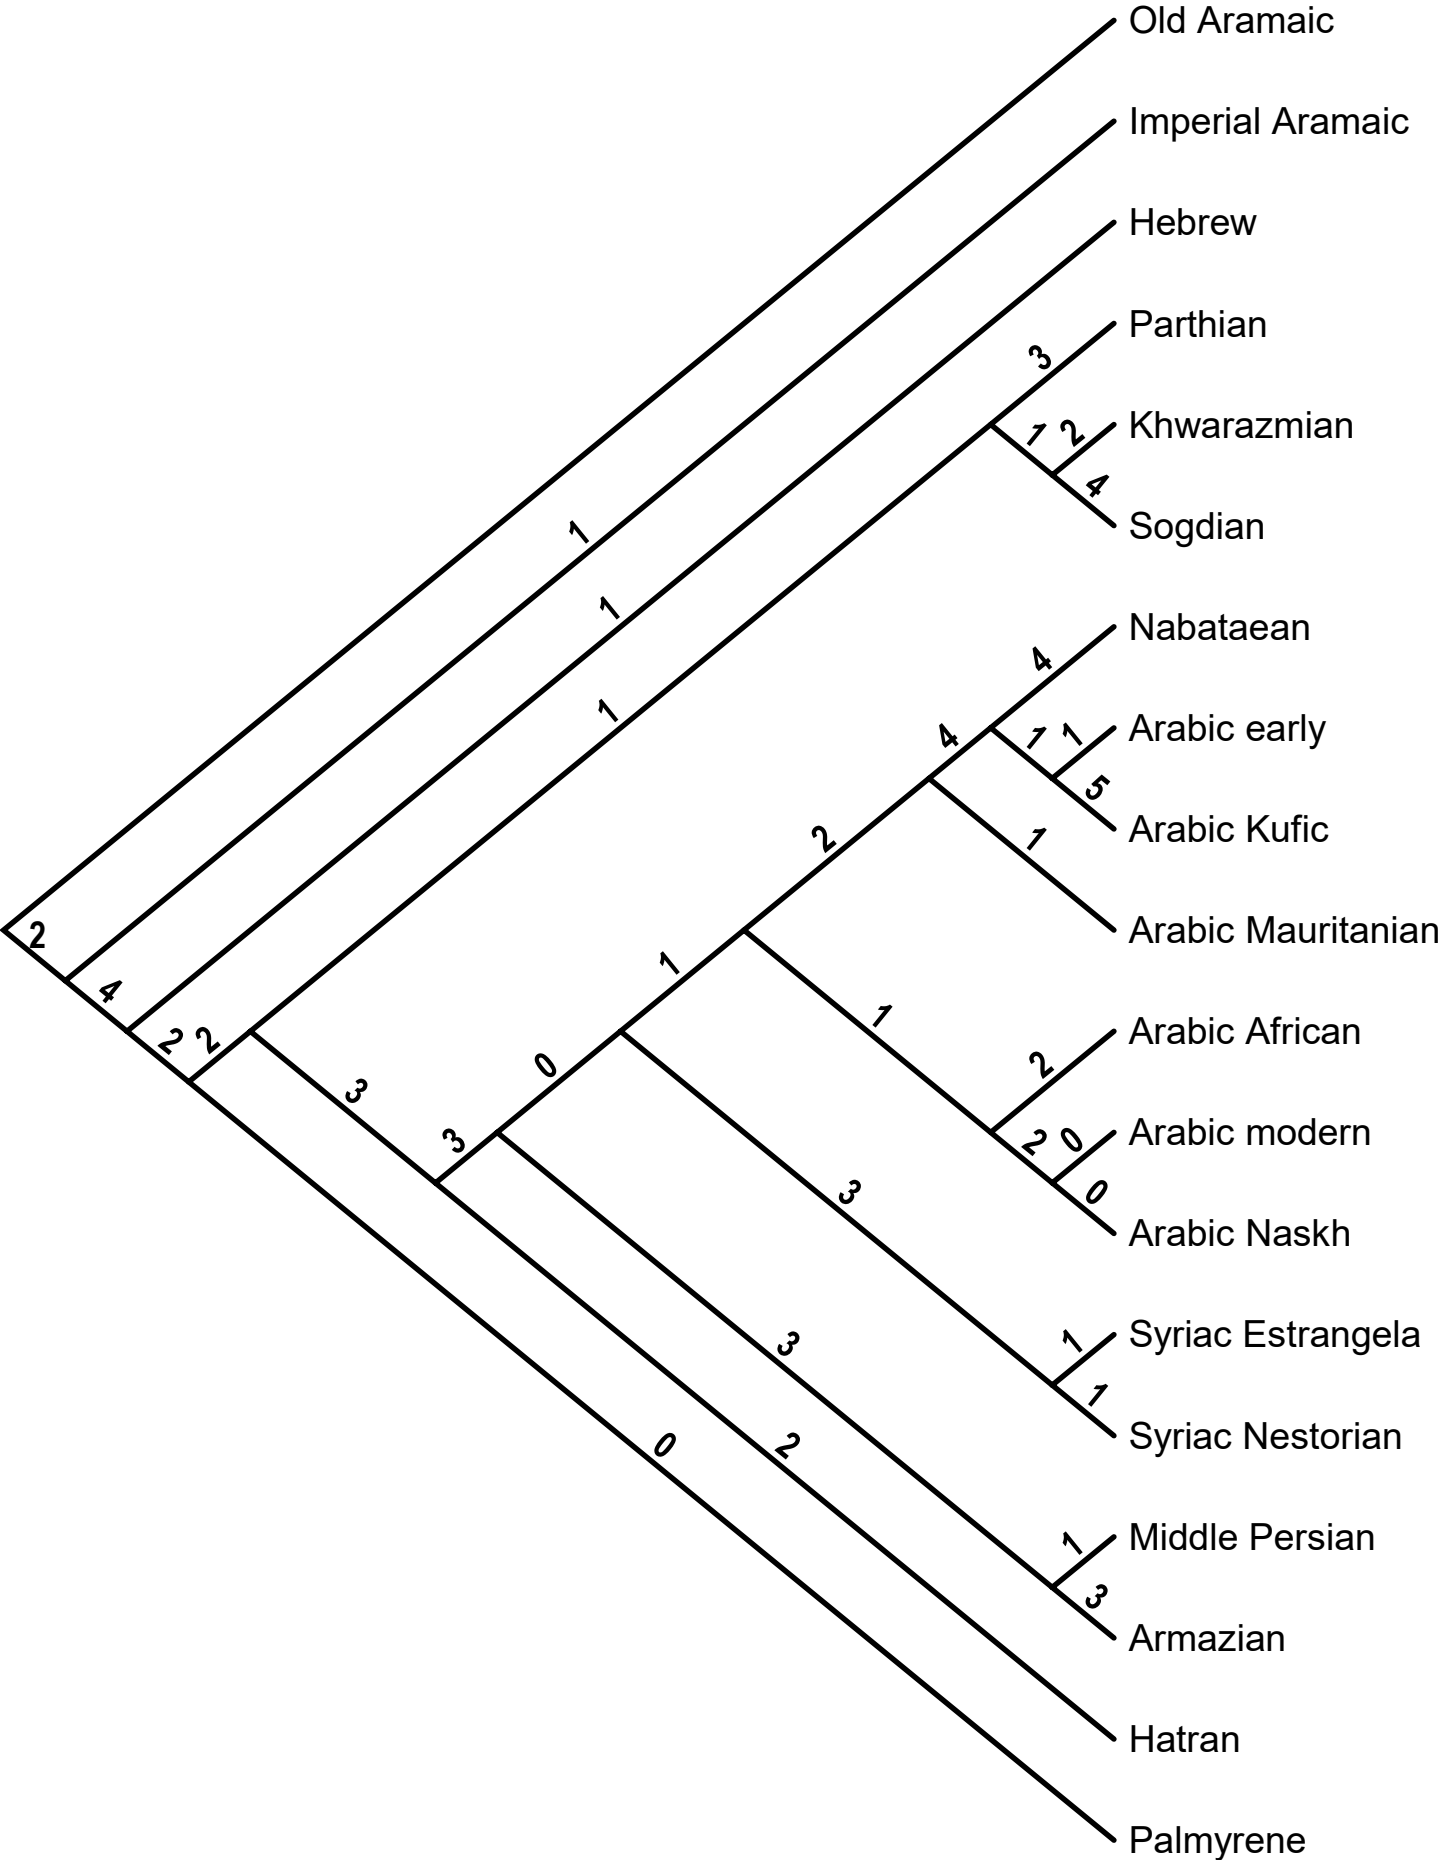 Old Aramaic
Imperial Aramaic
Hebrew
Parthian
3
Khwarazmian
1 2
4
Sogdian
1
1
Nabataean
4
1
Arabic early
4
1 1
5
Arabic Kufic
2
1
Arabic Mauritanian
2
1
4
1
Arabic African
2 2
0
2
3
3
Arabic modern
2 0
0
3
Arabic Naskh
1
Syriac Estrangela
3
1
Syriac Nestorian
0
2
1
Middle Persian
3
Armazian
Hatran
Palmyrene